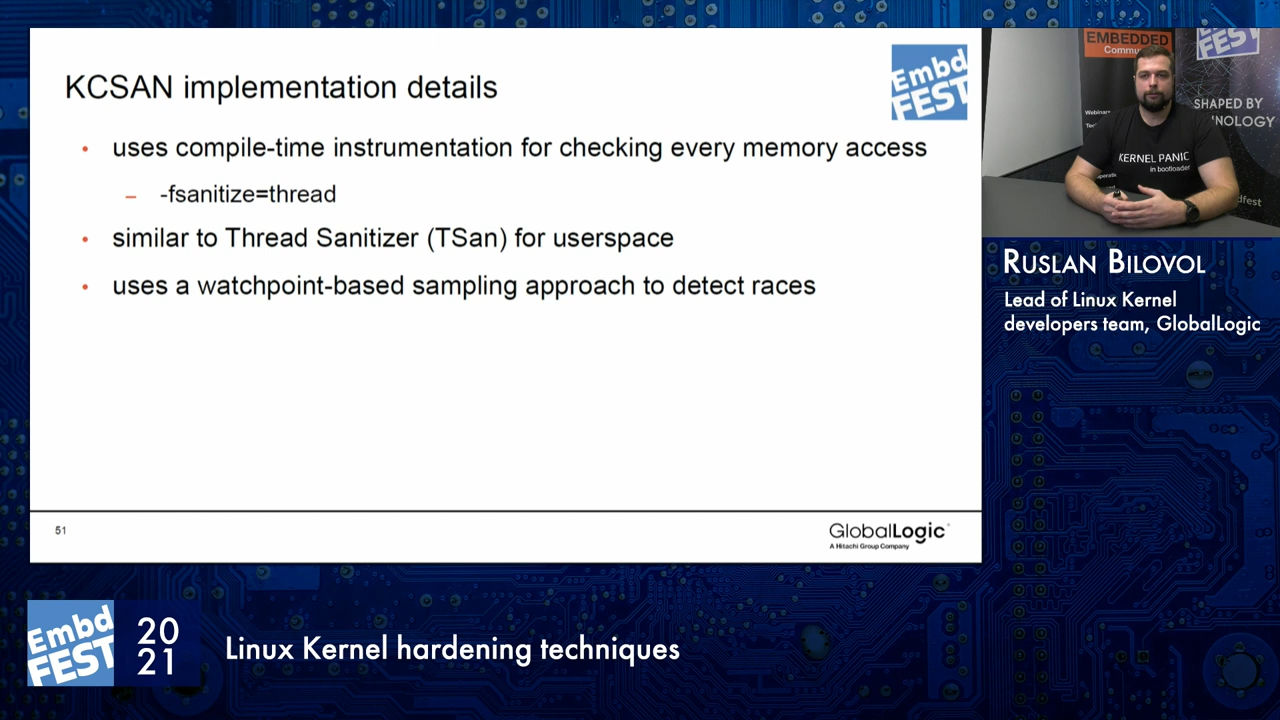 KCSAN implementation details
Embd
FEST
• uses compile-time instrumentation for checking every memory access
– -fsanitize=thread
• similar to Thread Sanitizer (TSan) for userspace
• uses a watchpoint-based sampling approach to detect races
51
GlobalLogic
A Hitachi Group Company
EMBEDDED
FEST
SHAPED BY
Webinars
KERNEL PANIC
in bootloader
RUSLAN BILOVOL
Lead of Linux Kernel
developers team, GlobalLogic
Embd
FEST
20
21
Linux Kernel hardening techniques